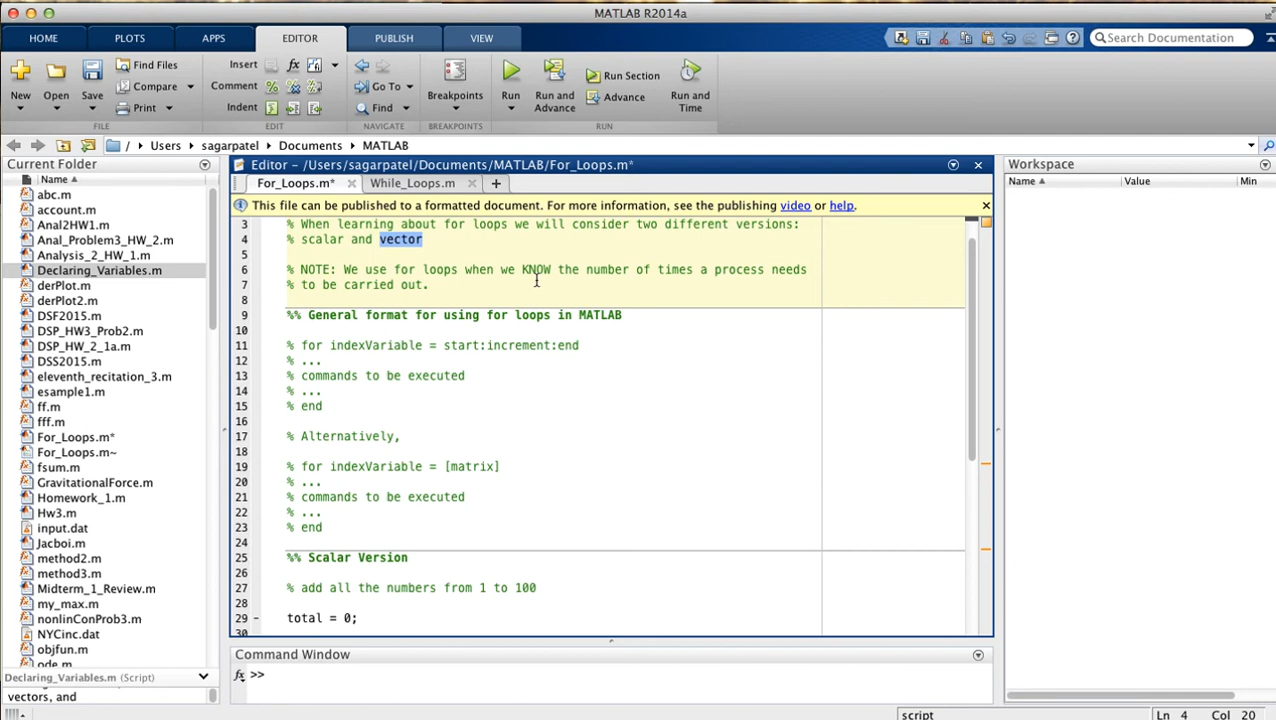 MATLAB R2014a
HOME PLOTS APPS EDITOR PUBLISH VIEW
Search Documentation
New Open Save Find Files Compare Print
FILE
Insert fx
Comment
Indent
EDIT
Go To
Find
NAVIGATE
Breakpoints
BREAKPOINTS
Run Run and Advance Run Section Advance Run and Time
RUN
/ Users sagarpatel Documents MATLAB
Current Folder
Name
abc.m
account.m
Anal2HW1.m
Anal_Problem3_HW_2.m
Analysis_2_HW_1.m
Declaring_Variables.m
derPlot.m
derPlot2.m
DSF2015.m
DSP_HW3_Prob2.m
DSP_HW_2_1a.m
DSS2015.m
eleventh_recitation_3.m
esample1.m
ff.m
fff.m
For_Loops.m*
For_Loops.m~
fsum.m
GravitationalForce.m
Homework_1.m
Hw3.m
input.dat
Jacboi.m
method2.m
method3.m
Midterm_1_Review.m
my_max.m
nonlinConProb3.m
NYCinc.dat
objfun.m
ode.m
Declaring_Variables.m (Script)
vectors, and
Editor – /Users/sagarpatel/Documents/MATLAB/For_Loops.m*
For_Loops.m* While_Loops.m
This file can be published to a formatted document. For more information, see the publishing video or help.
3 % When learning about for loops we will consider two different versions:
4 % scalar and vector
5
6 % NOTE: We use for loops when we KNOW the number of times a process needs
7 % to be carried out.
8
9 %% General format for using for loops in MATLAB
10
11 % for indexVariable = start:increment:end
12 % ...
13 % commands to be executed
14 % ...
15 % end
16
17 % Alternatively,
18
19 % for indexVariable = [matrix]
20 % ...
21 % commands to be executed
22 % ...
23 % end
24
25 %% Scalar Version
26
27 % add all the numbers from 1 to 100
28
29 – total = 0;
30
Command Window
fx >>
Workspace
Name Value Min
script Ln 4 Col 20